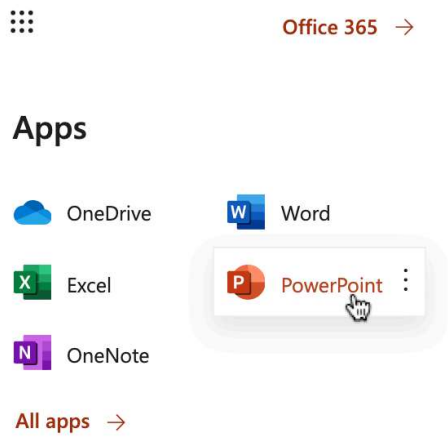 Office 365
Apps
OneDrive
W Word
X Excel
P PowerPoint
N OneNote
All apps